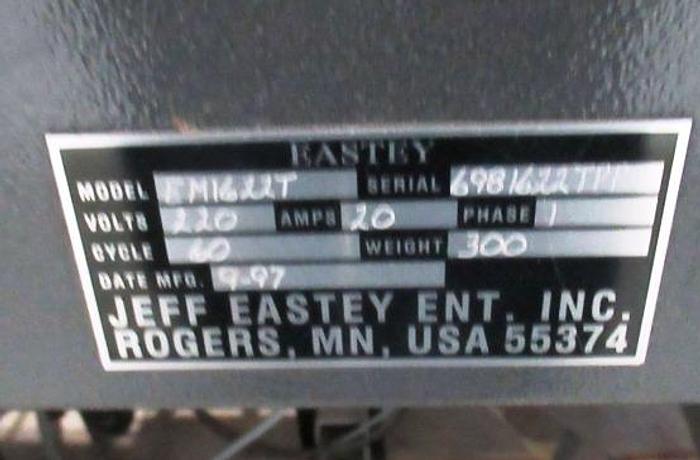 EASTEY
MODEL EM1622T SERIAL
VOLTS 220 AMPS 20 PHASE 1
CYCLE 60 WEIGHT 300
DATE MFG. 9-97
JEFF EASTEY ENT. INC.
ROGERS, MN, USA 55374